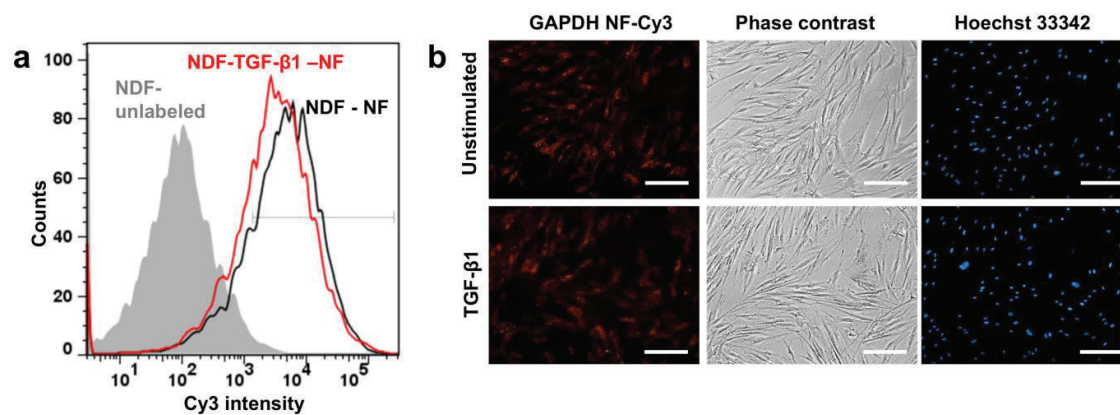 a
NDF-TGF-β1 –NF
NDF-
unlabeled
NDF - NF
100
80
60
40
20
0
Counts
10¹ 10² 10³ 10⁴ 10⁵
Cy3 intensity
b
GAPDH NF-Cy3 Phase contrast Hoechst 33342
Unstimulated
TGF-β1